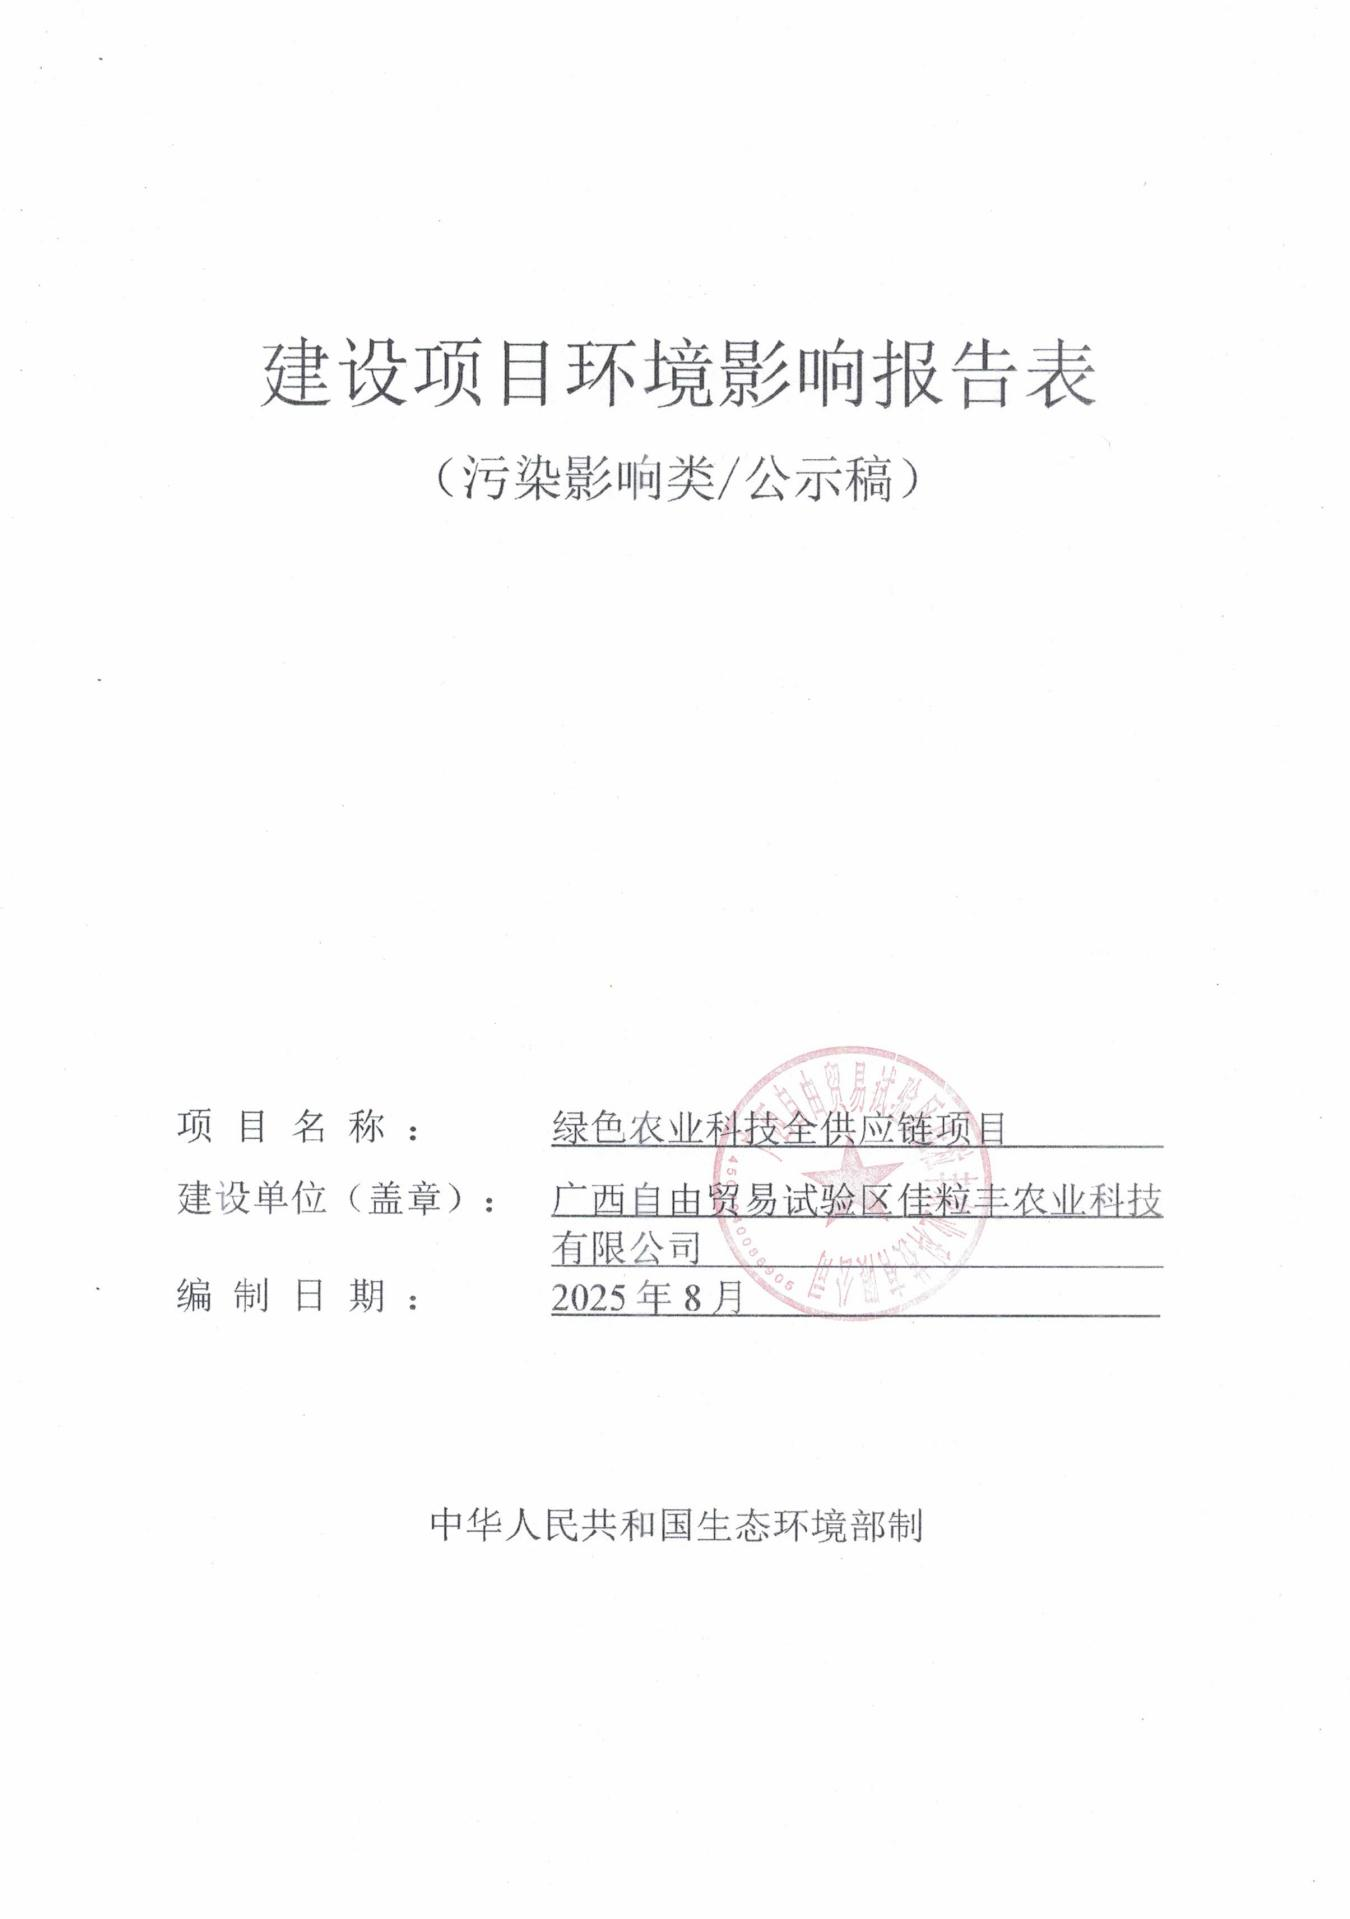 建设项目环境影响报告表
（污染影响类/公示稿）
项目名称：
绿色农业科技全供应链项目
建设单位（盖章）：
广西自由贸易试验区佳粒丰农业科技
有限公司
编制日期：
2025年8月
中华人民共和国生态环境部制